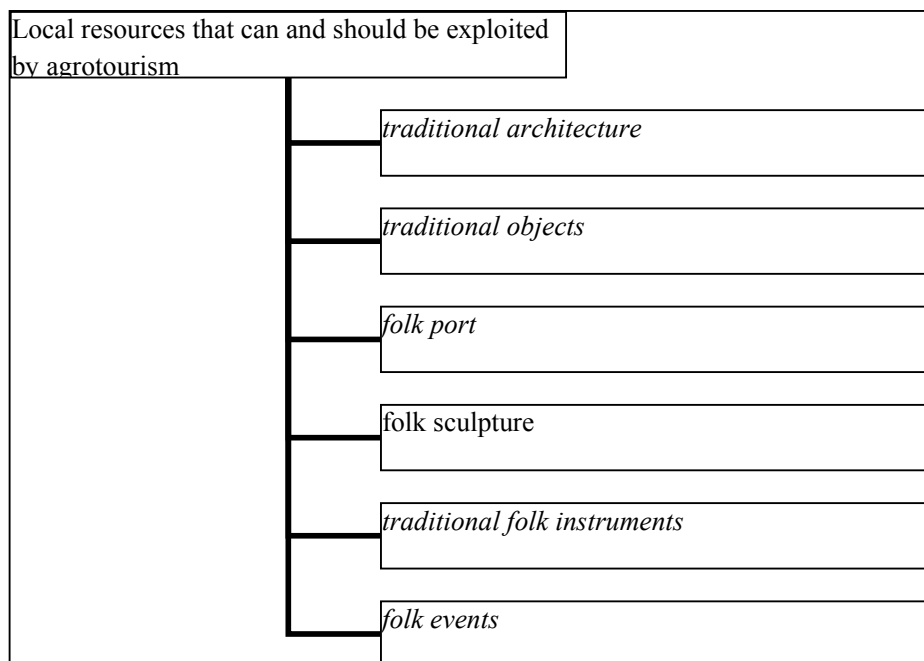 Local resources that can and should be exploited
by agrotourism
traditional architecture
traditional objects
folk port
folk sculpture
traditional folk instruments
folk events